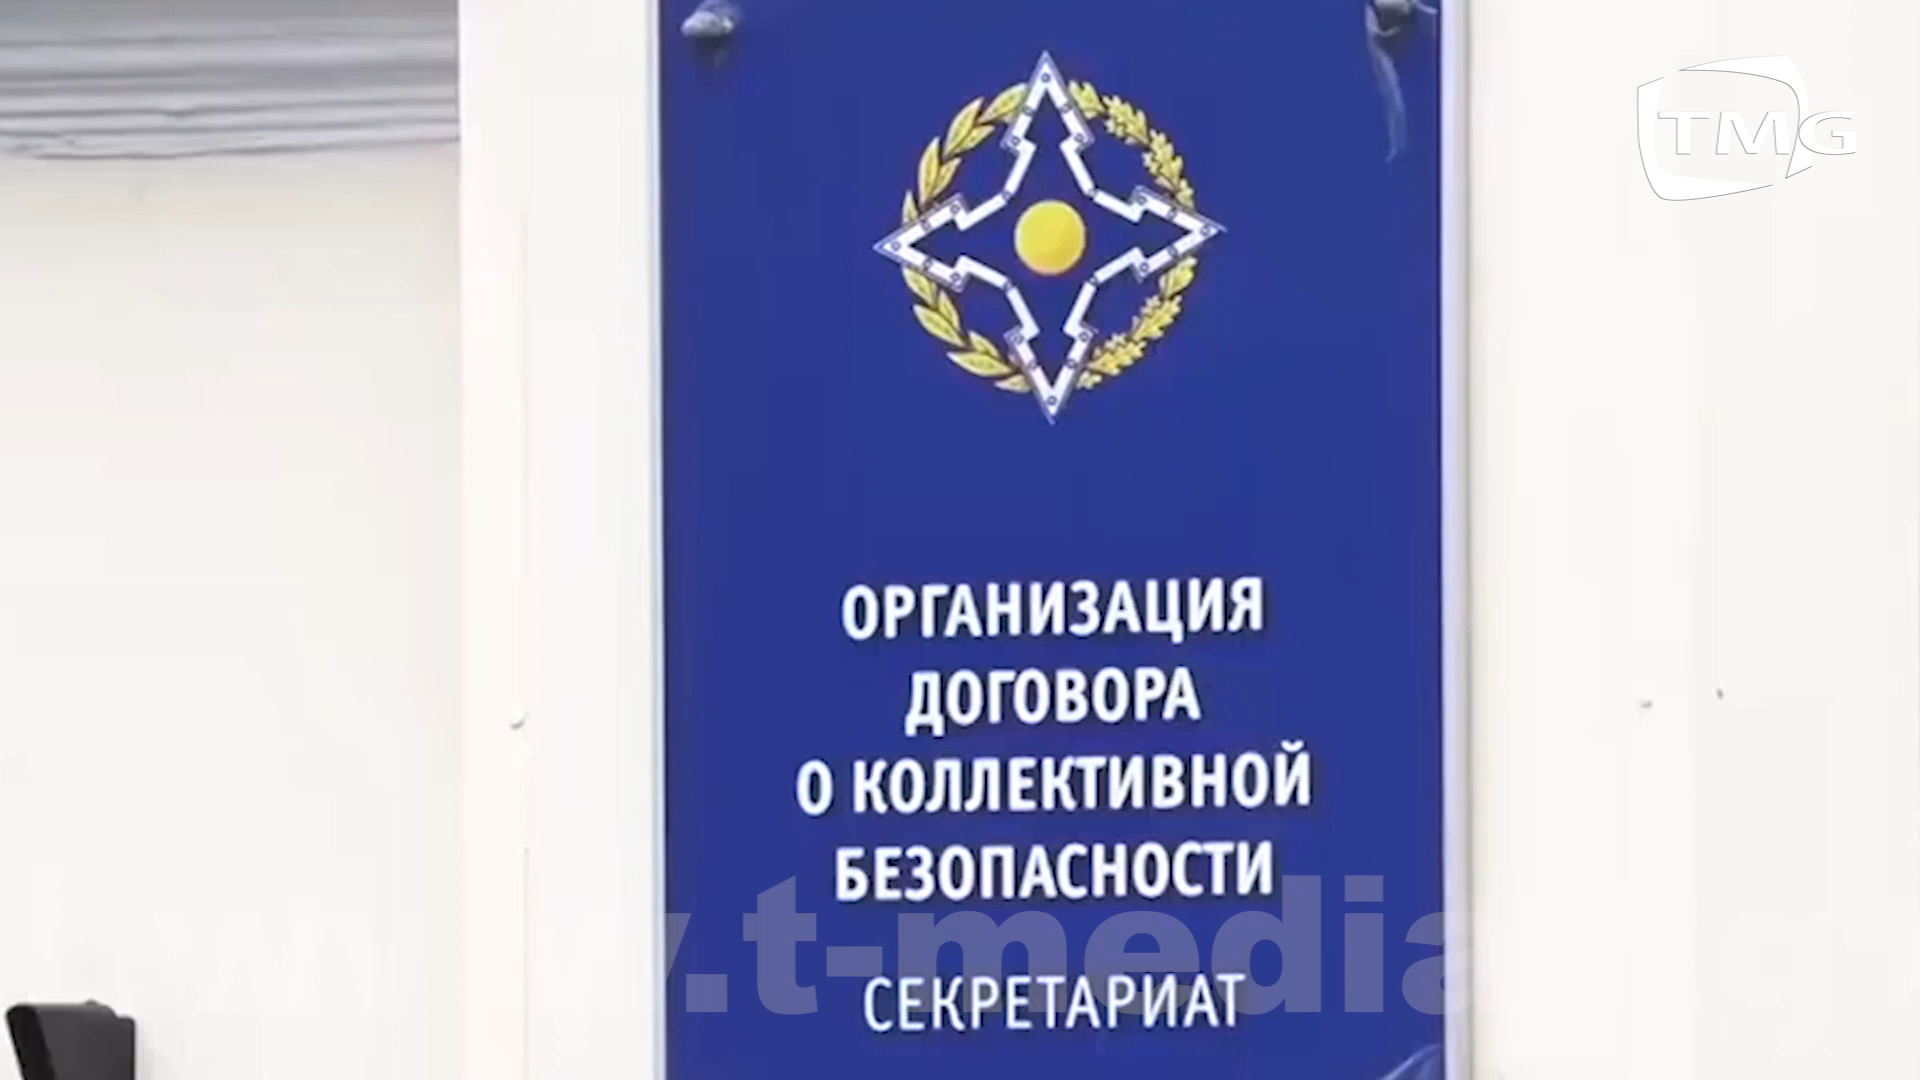 TMG
ОРГАНИЗАЦИЯ
ДОГОВОРА
О КОЛЛЕКТИВНОЙ
БЕЗОПАСНОСТИ
.t-media
СЕКРЕТАРИАТ